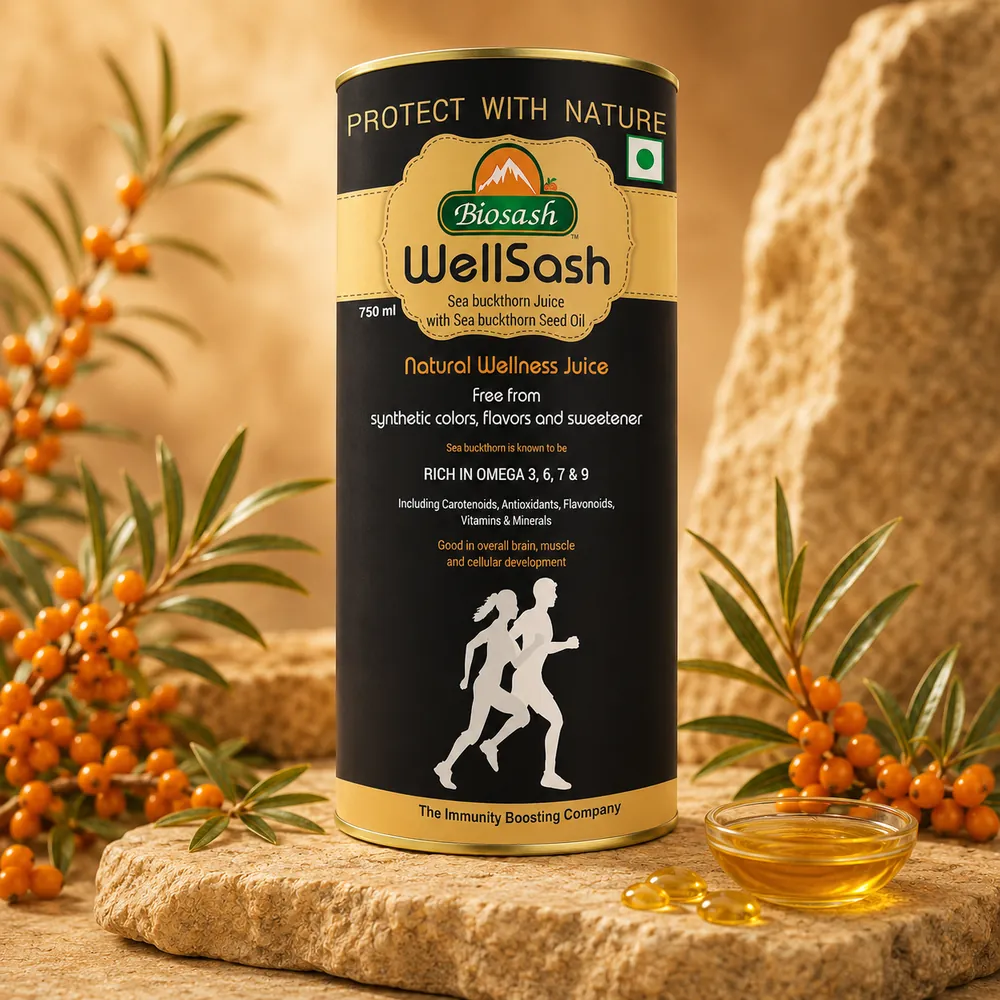 PROTECT WITH NATURE
Biosash
TM
WellSash
Sea buckthorn Juice
with Sea buckthorn Seed Oil
750 ml
Natural Wellness Juice
Free from
synthetic colors, flavors and sweetener
Sea buckthorn is known to be
RICH IN OMEGA 3, 6, 7 & 9
Including Carotenoids, Antioxidants, Flavonoids,
Vitamins & Minerals
Good in overall brain, muscle
and cellular development
The Immunity Boosting Company